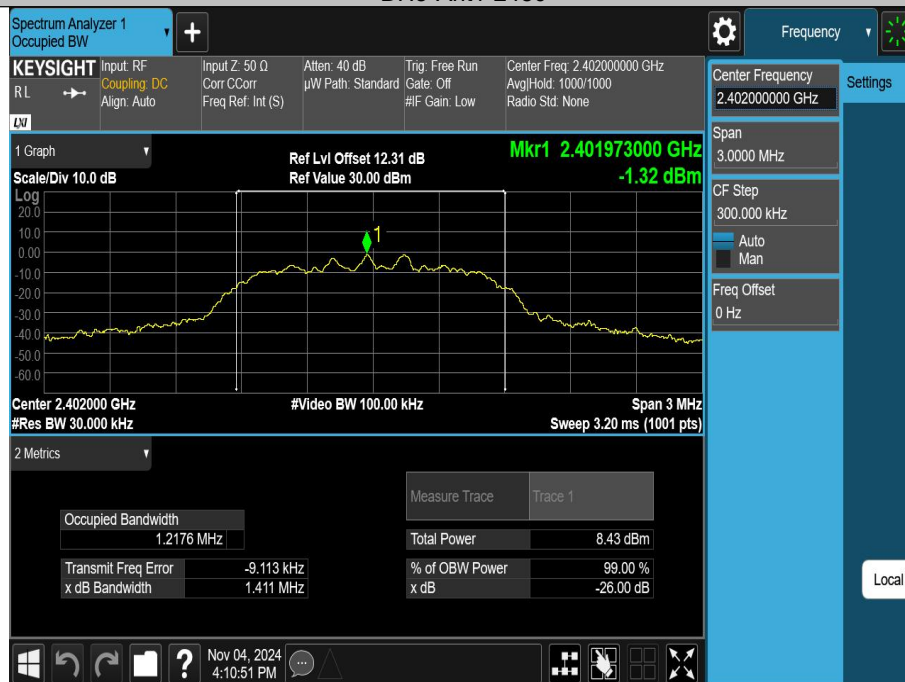 Spectrum Analyzer 1
Occupied BW
Frequency
KEYSIGHT
R L
LXI
Input: RF
Coupling: DC
Align: Auto
Input Z: 50 Ω
Corr CCorr
Freq Ref: Int (S)
Atten: 40 dB
µW Path: Standard
Trig: Free Run
Gate: Off
#IF Gain: Low
Center Freq: 2.402000000 GHz
Avg|Hold: 1000/1000
Radio Std: None
Center Frequency
2.402000000 GHz
Settings
Span
3.0000 MHz
CF Step
300.000 kHz
Auto
Man
Freq Offset
0 Hz
Local
1 Graph
Scale/Div 10.0 dB
Ref Lvl Offset 12.31 dB
Ref Value 30.00 dBm
Mkr1 2.401973000 GHz
-1.32 dBm
Log
20.0
10.0
0.00
-10.0
-20.0
-30.0
-40.0
-50.0
-60.0
1
Center 2.402000 GHz
#Video BW 100.00 kHz
Span 3 MHz
#Res BW 30.000 kHz
Sweep 3.20 ms (1001 pts)
2 Metrics
Measure Trace
Trace 1
Occupied Bandwidth
1.2176 MHz
Total Power
8.43 dBm
Transmit Freq Error
-9.113 kHz
% of OBW Power
99.00 %
x dB Bandwidth
1.411 MHz
x dB
-26.00 dB
Nov 04, 2024
4:10:51 PM